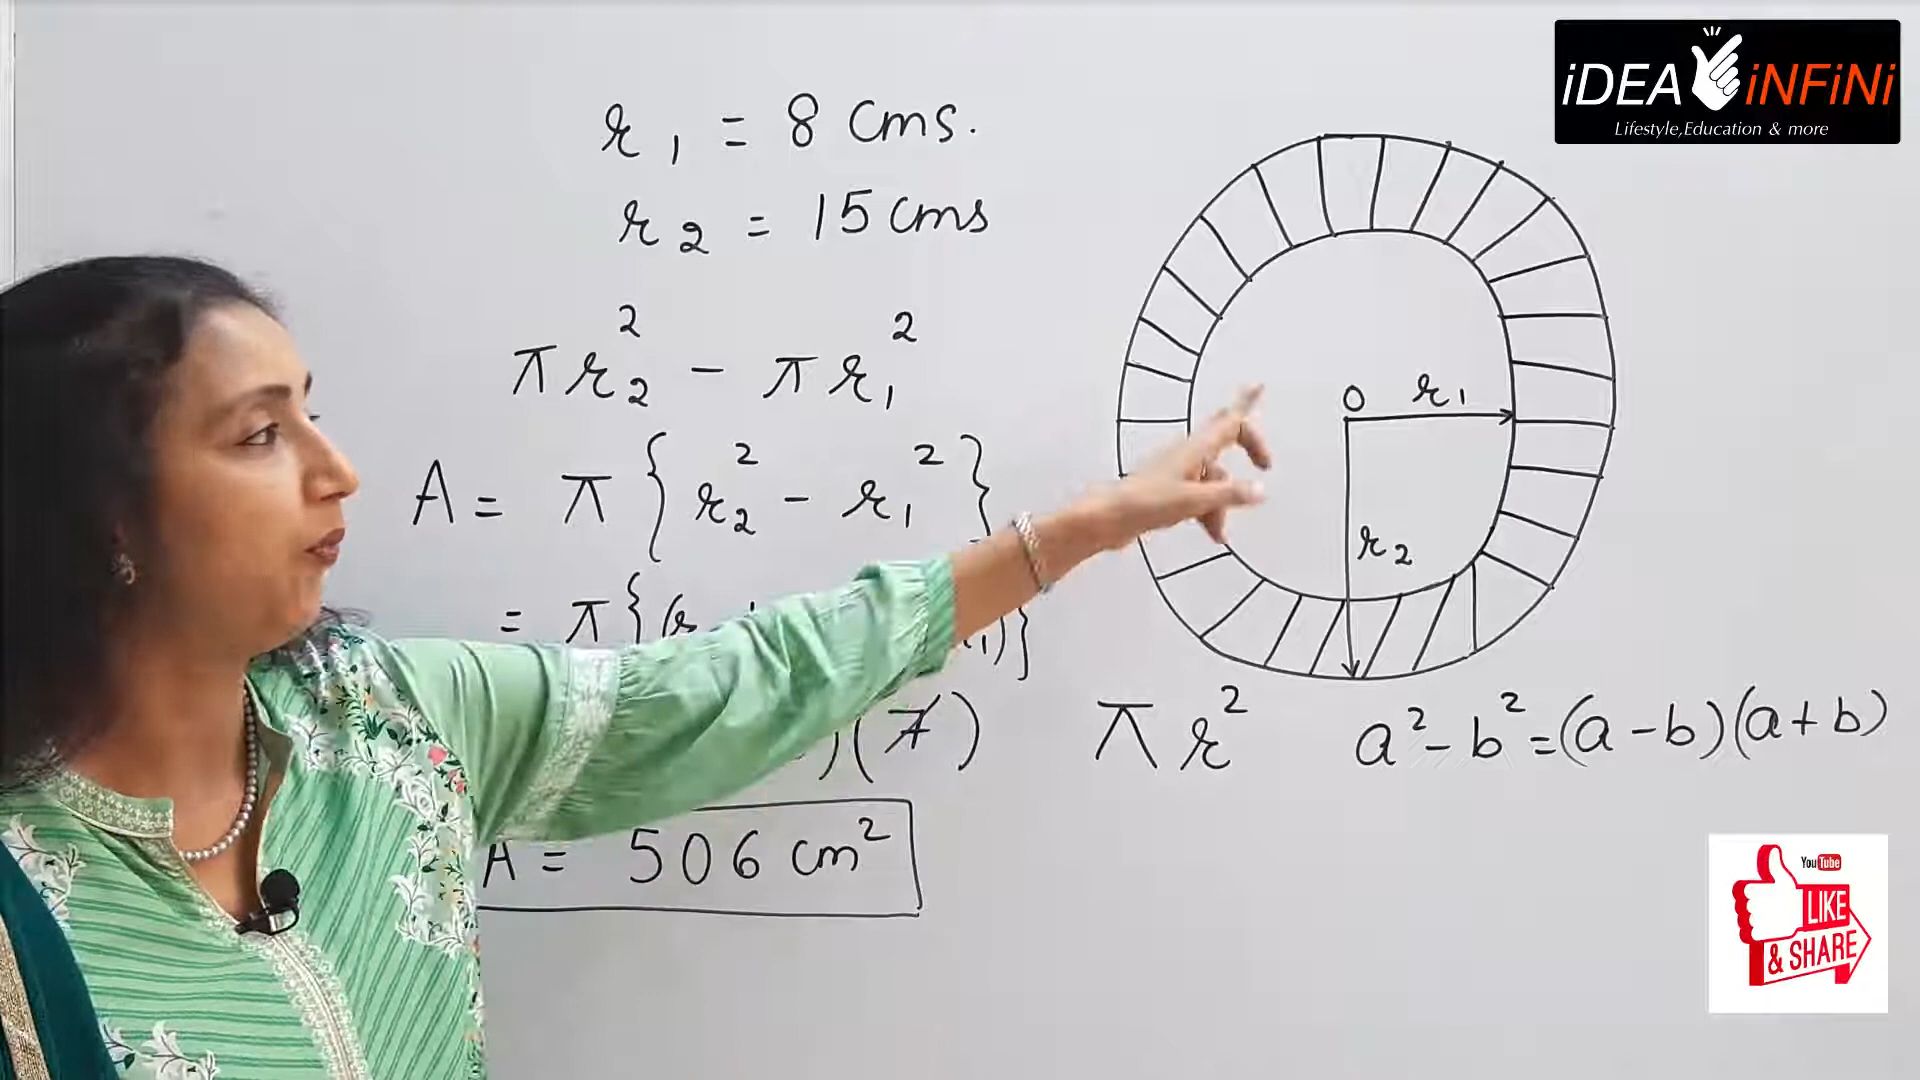 iDEA iNFiNi
Lifestyle,Education & more
r₁ = 8 cms.
r₂ = 15 cms
πr₂² - πr₁²
A = π { r₂² - r₁² }
= π{(r ₁)}
)(7)
A = 506 cm²
O r₁
r₂
πr² a² - b² = (a - b)(a + b)
YouTube
LIKE
& SHARE